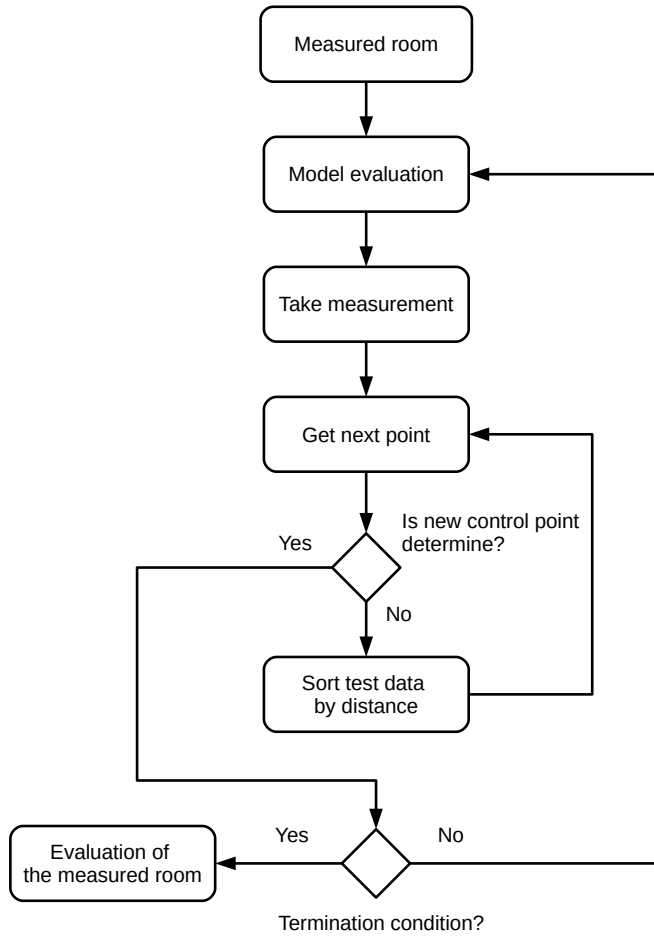 Measured room
Model evaluation
Take measurement
Get next point
Is new control point
determine?
Yes
No
Sort test data
by distance
Yes
No
Evaluation of
the measured room
Termination condition?